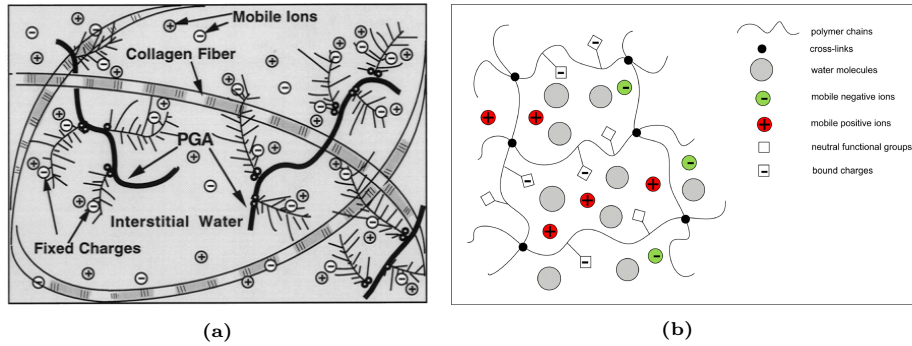 Mobile Ions
Collagen Fiber
PGA
Interstitial Water
Fixed Charges
(a)
polymer chains
cross-links
water molecules
mobile negative ions
mobile positive ions
neutral functional groups
bound charges
(b)